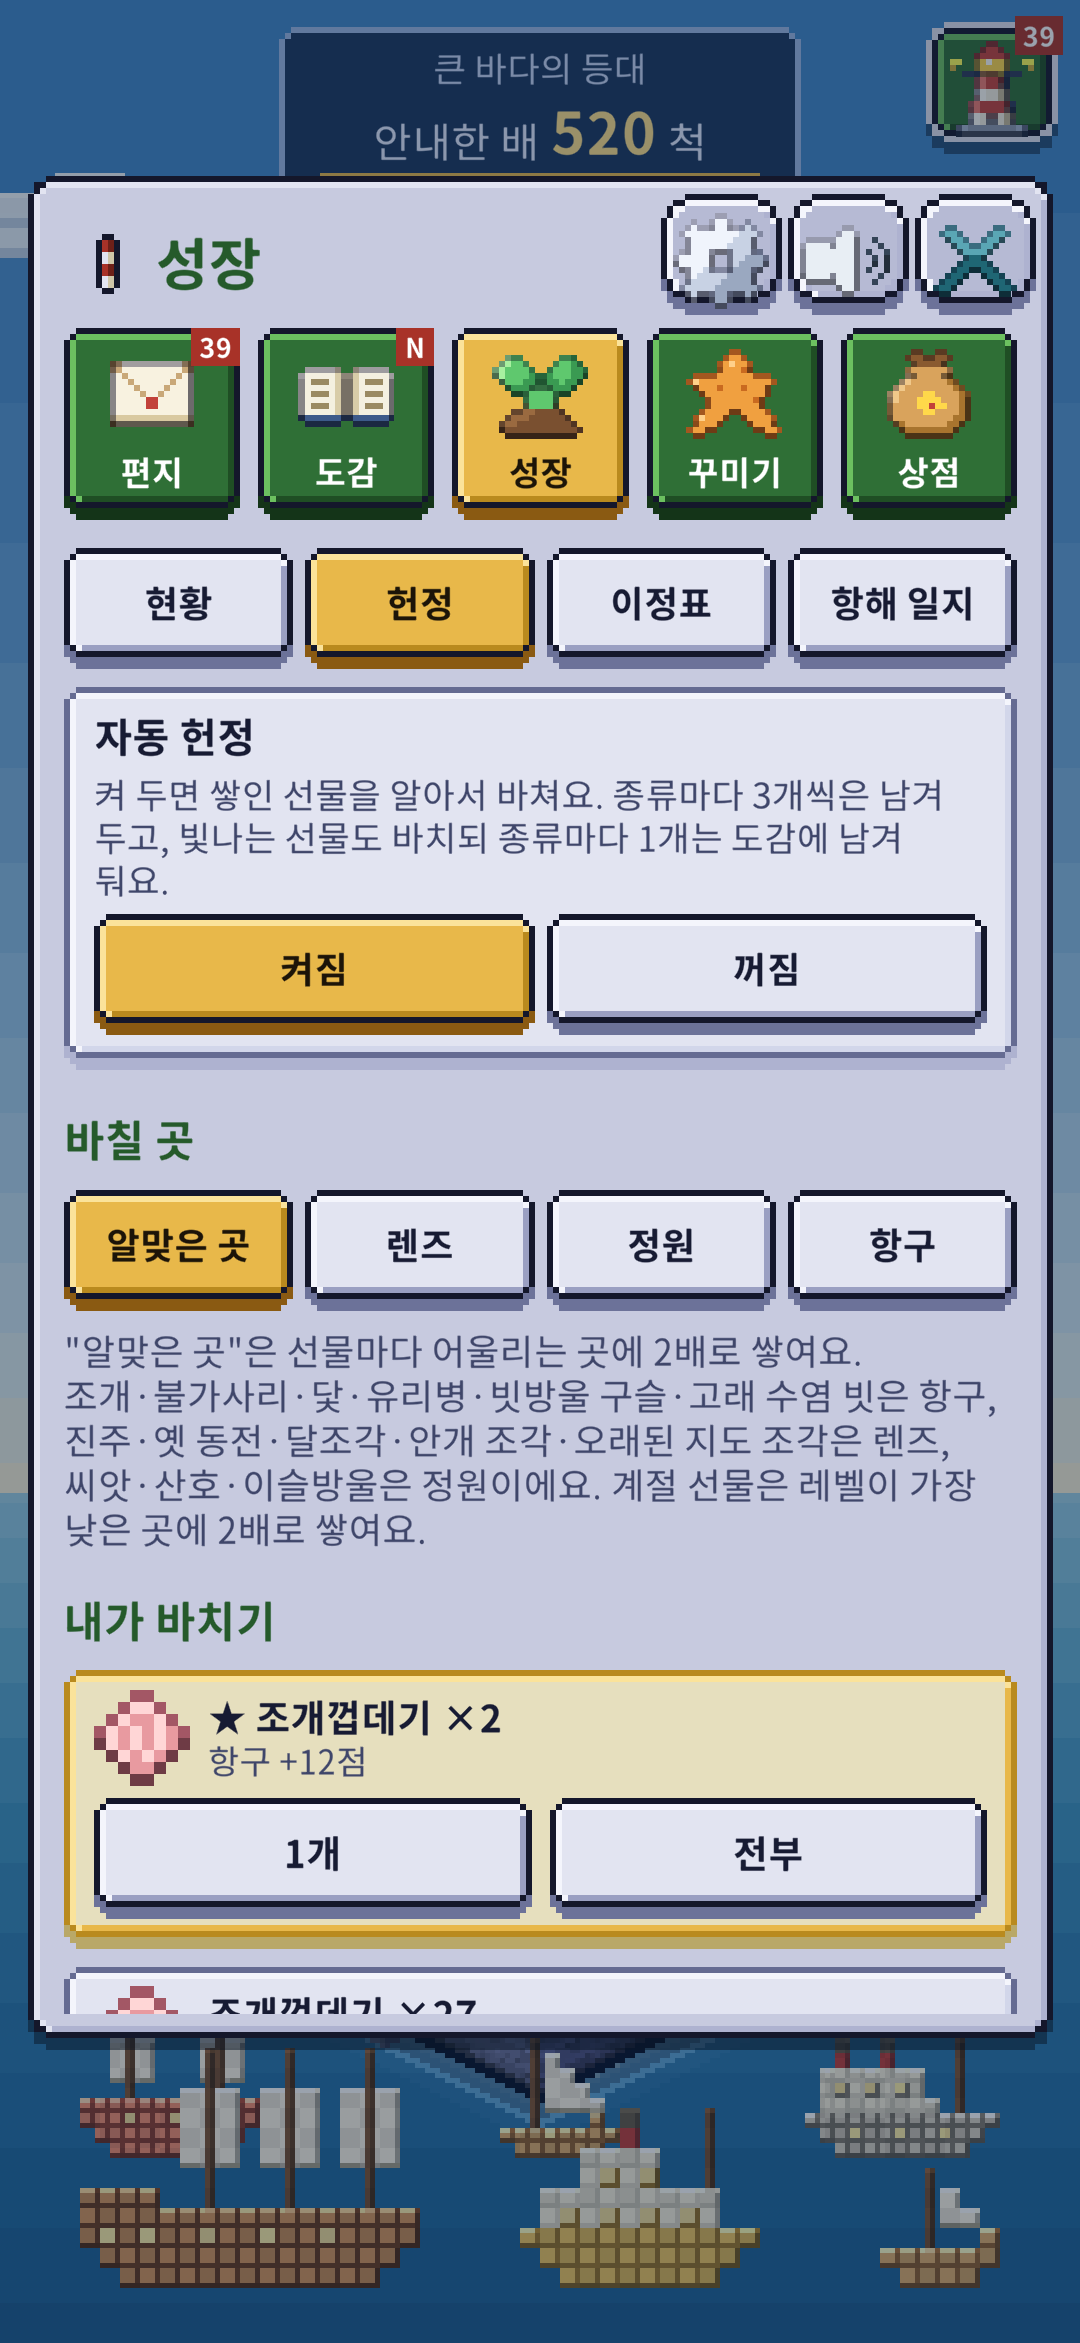 큰 바다의 등대
안내한 배 520 척
39
성장
39
N
편지
도감
성장
꾸미기
상점
현황
헌정
이정표
항해 일지
자동 헌정
켜 두면 쌓인 선물을 알아서 바쳐요. 종류마다 3개씩은 남겨
두고, 빛나는 선물도 바치되 종류마다 1개는 도감에 남겨
둬요.
켜짐
꺼짐
바칠 곳
알맞은 곳
렌즈
정원
항구
"알맞은 곳"은 선물마다 어울리는 곳에 2배로 쌓여요.
조개·불가사리·닻·유리병·빗방울 구슬·고래 수염 빗은 항구,
진주·옛 동전·달조각·안개 조각·오래된 지도 조각은 렌즈,
씨앗·산호·이슬방울은 정원이에요. 계절 선물은 레벨이 가장
낮은 곳에 2배로 쌓여요.
내가 바치기
★ 조개껍데기 ×2
항구 +12점
1개
전부
조개껍데기 ×27